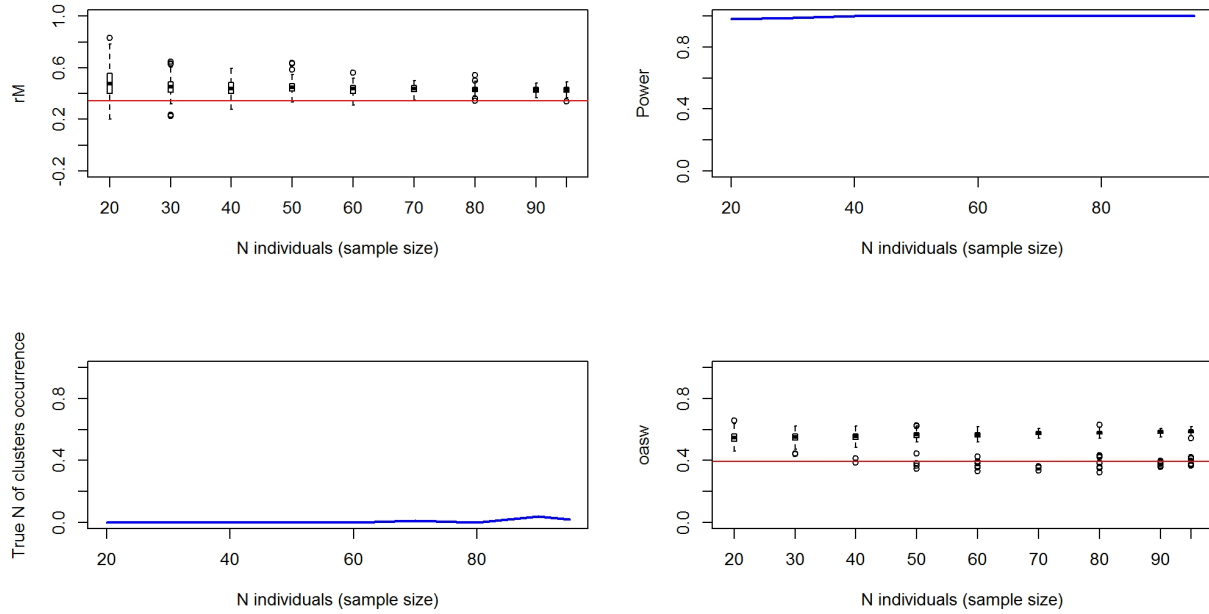 rM
1.0
0.6
0.2
-0.2
20 30 40 50 60 70 80 90
N individuals (sample size)
Power
0.8
0.4
0.0
20 40 60 80
N individuals (sample size)
True N of clusters occurrence
0.8
0.4
0.0
20 40 60 80
N individuals (sample size)
oasw
0.8
0.4
0.0
20 30 40 50 60 70 80 90
N individuals (sample size)